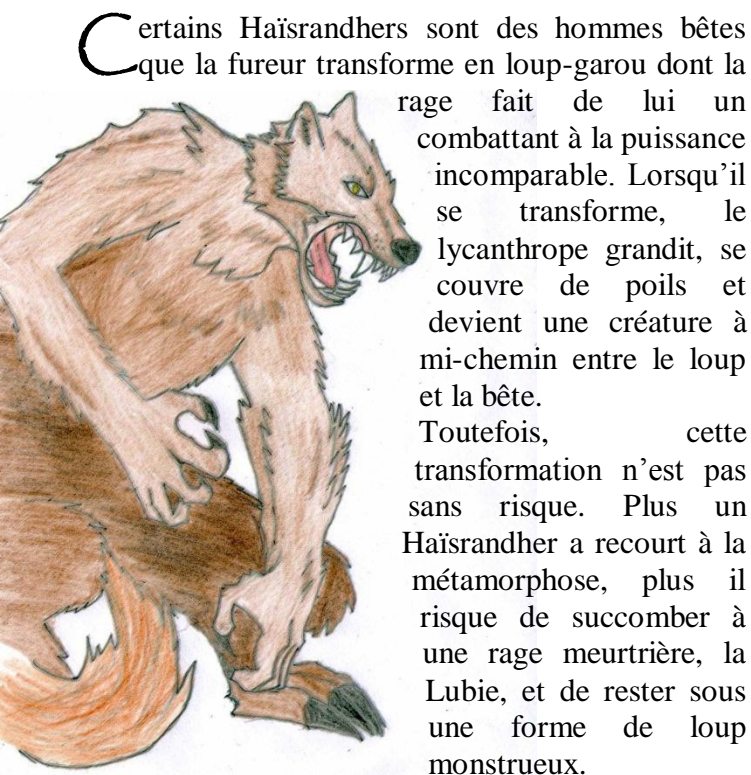 Certains Haïsrandhers sont des hommes bêtes
que la fureur transforme en loup-garou dont la
rage fait de lui un
combattant à la puissance
incomparable. Lorsqu’il
se transforme, le
lycanthrope grandit, se
couvre de poils et
devient une créature à
mi-chemin entre le loup
et la bête.
Toutefois, cette
transformation n’est pas
sans risque. Plus un
Haïsrandher a recourt à la
métamorphose, plus il
risque de succomber à
une rage meurtrière, la
Lubie, et de rester sous
une forme de loup
monstrueux.